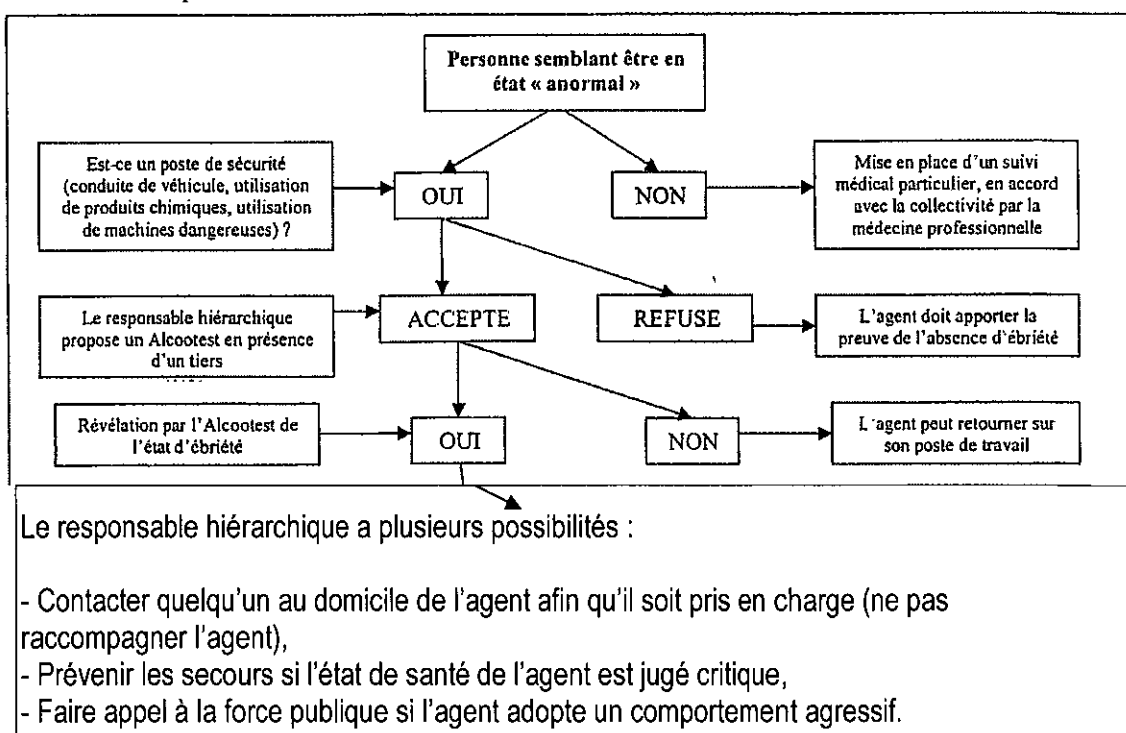 Personne semblant être en
état « anormal »
Est-ce un poste de sécurité
(conduite de véhicule, utilisation
de produits chimiques, utilisation
de machines dangereuses) ?
OUI
NON
Mise en place d'un suivi
médical particulier, en accord
avec la collectivité par la
médecine professionnelle
Le responsable hiérarchique
propose un Alcootest en présence
d'un tiers
ACCEPTE
REFUSE
L'agent doit apporter la
preuve de l'absence d'ébriété
Révélation par l'Alcootest de
l'état d'ébriété
OUI
NON
L'agent peut retourner sur
son poste de travail
Le responsable hiérarchique a plusieurs possibilités :
- Contacter quelqu'un au domicile de l'agent afin qu'il soit pris en charge (ne pas
raccompagner l'agent),
- Prévenir les secours si l'état de santé de l'agent est jugé critique,
- Faire appel à la force publique si l'agent adopte un comportement agressif.